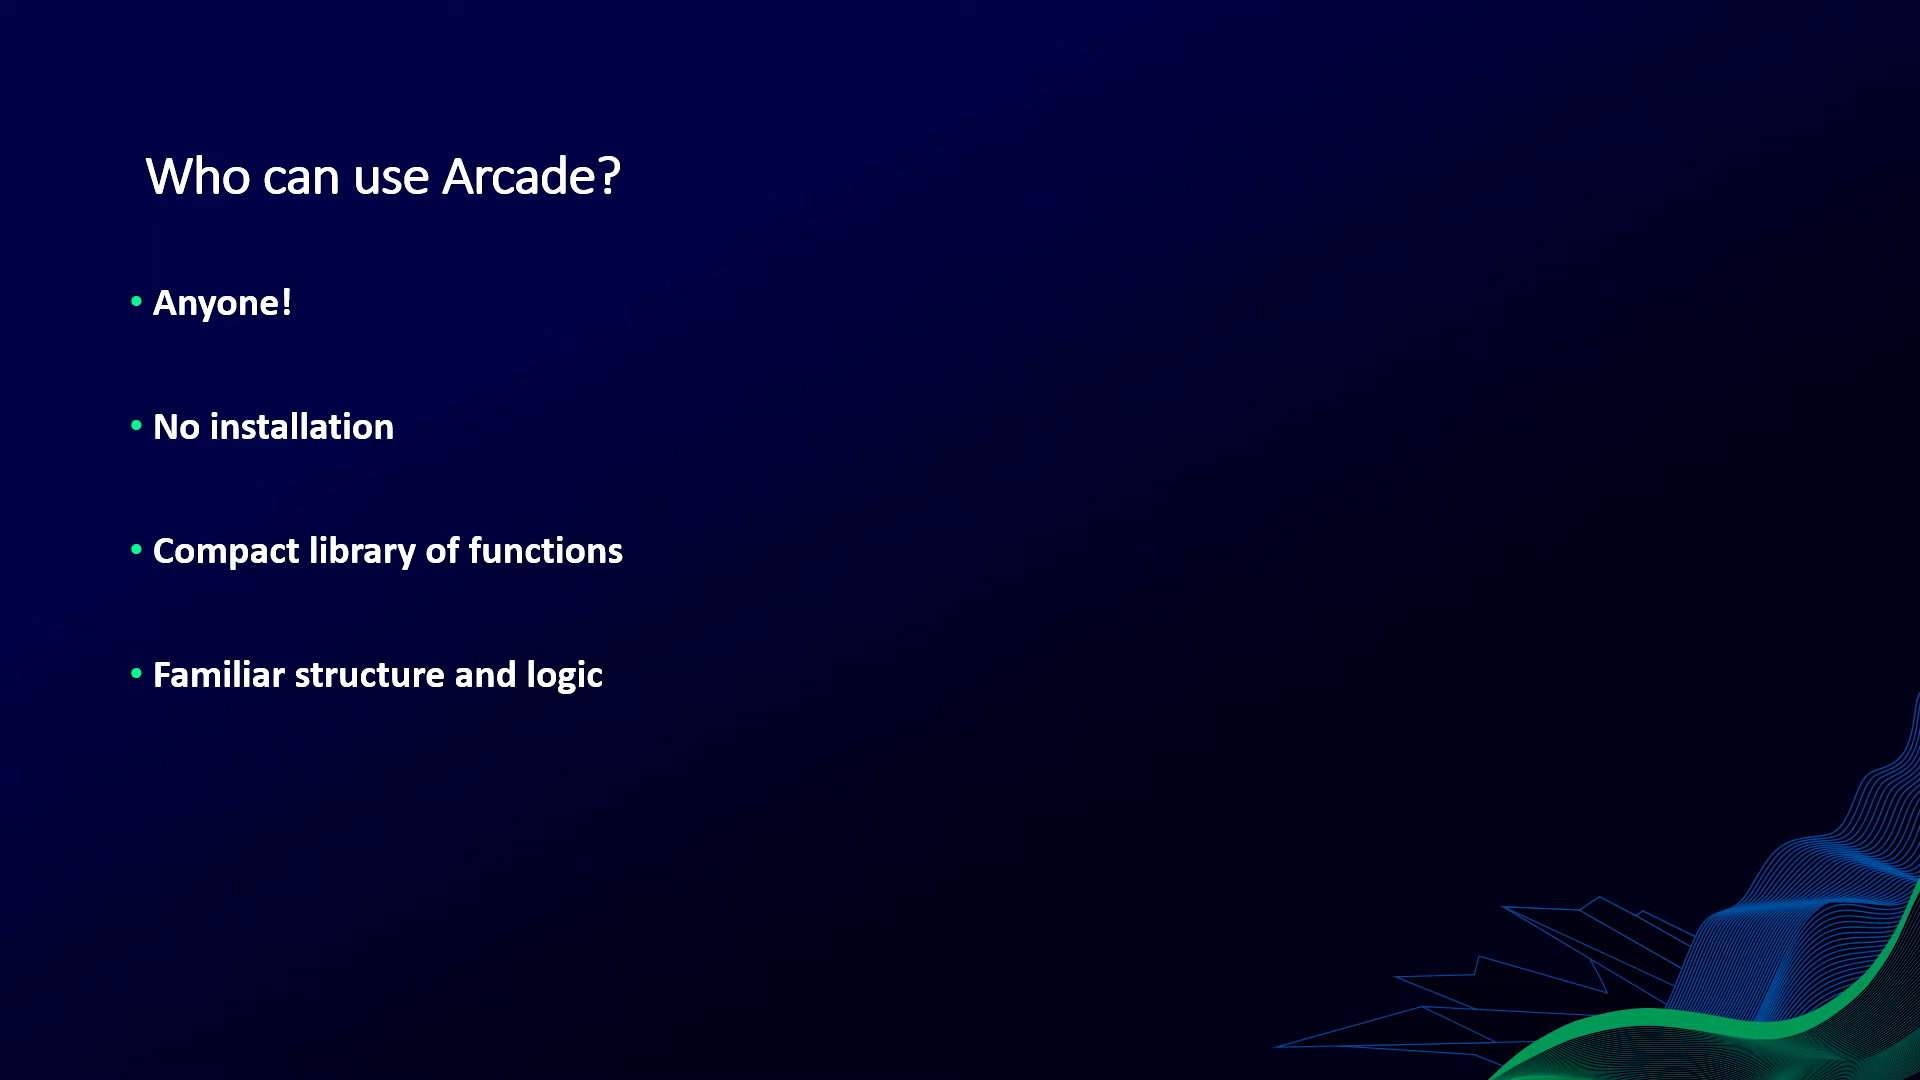 Who can use Arcade?
• Anyone!
• No installation
• Compact library of functions
• Familiar structure and logic